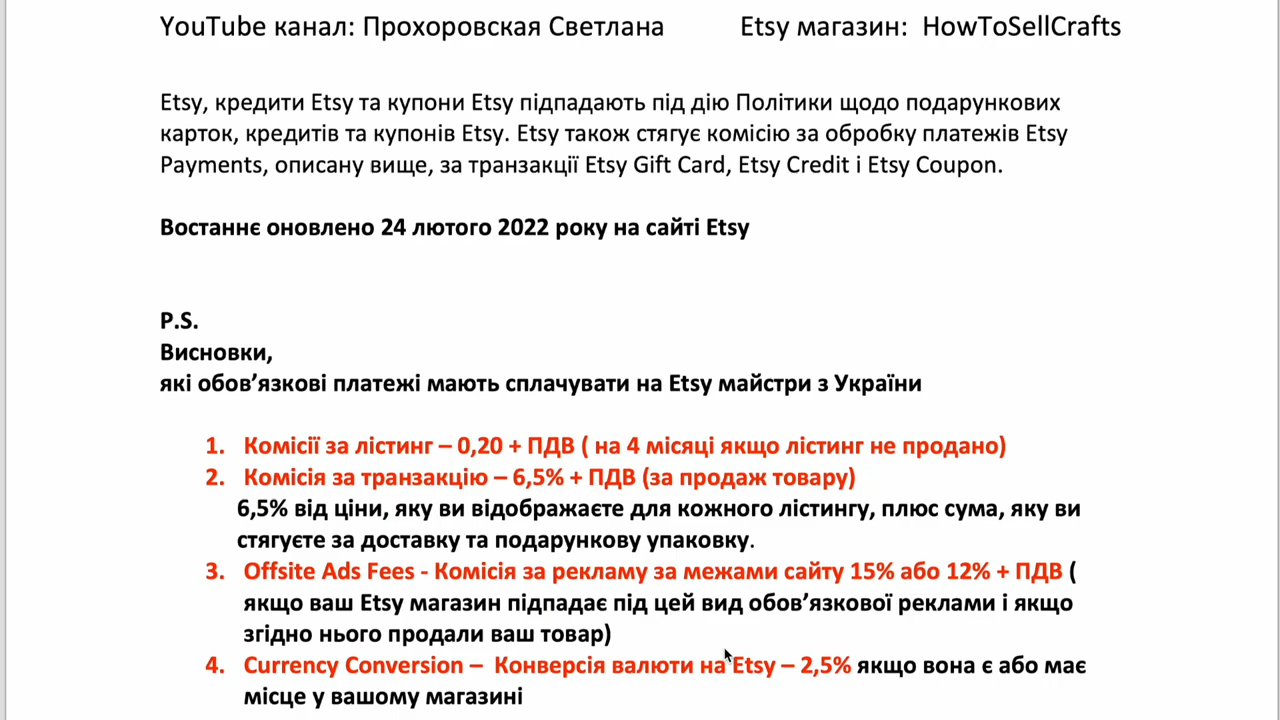 YouTube канал: Прохоровская Светлана Etsy магазин: HowToSellCrafts
Etsy, кредити Etsy та купони Etsy підпадають під дію Політики щодо подарункових
карток, кредитів та купонів Etsy. Etsy також стягує комісію за обробку платежів Etsy
Payments, описану вище, за транзакції Etsy Gift Card, Etsy Credit і Etsy Coupon.
Востаннє оновлено 24 лютого 2022 року на сайті Etsy
P.S.
Висновки,
які обов’язкові платежі мають сплачувати на Etsy майстри з України
1. Комісії за лістинг – 0,20 + ПДВ ( на 4 місяці якщо лістинг не продано)
2. Комісія за транзакцію – 6,5% + ПДВ (за продаж товару)
6,5% від ціни, яку ви відображаєте для кожного лістингу, плюс сума, яку ви
стягуєте за доставку та подарункову упаковку.
3. Offsite Ads Fees - Комісія за рекламу за межами сайту 15% або 12% + ПДВ (
якщо ваш Etsy магазин підпадає під цей вид обов’язкової реклами і якщо
згідно нього продали ваш товар)
4. Currency Conversion – Конверсія валюти на Etsy – 2,5% якщо вона є або має
місце у вашому магазині